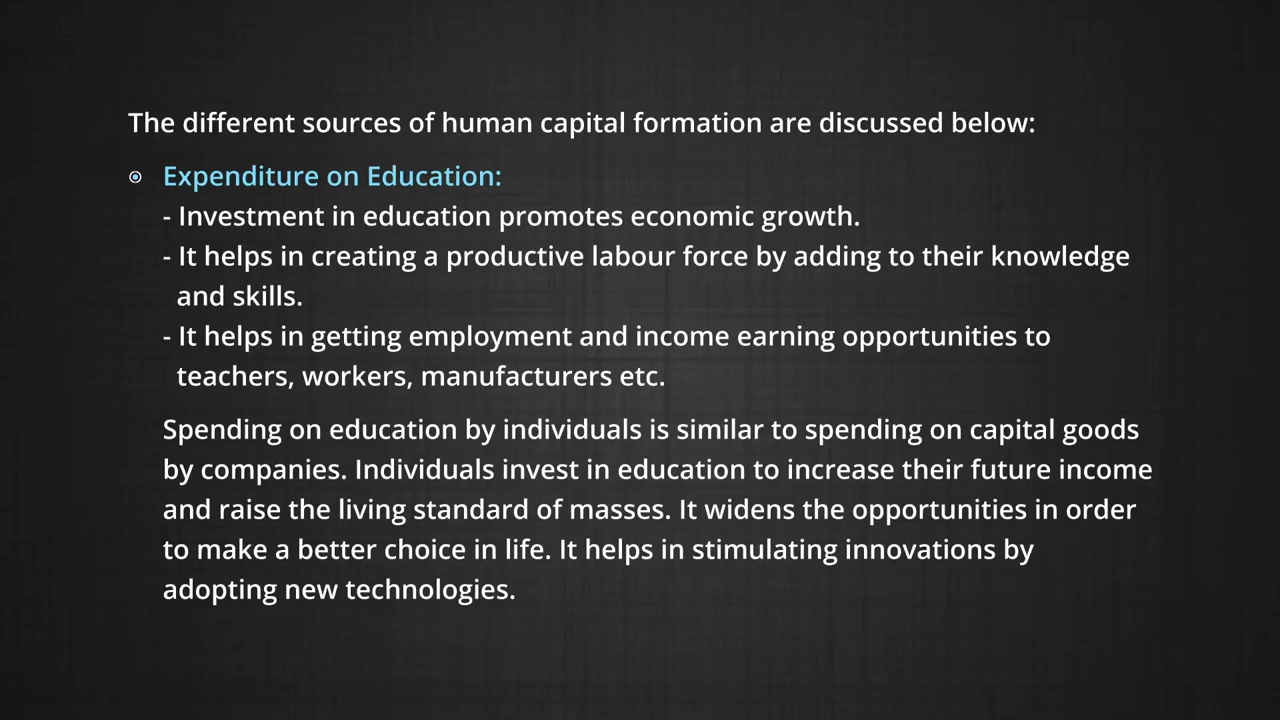 The different sources of human capital formation are discussed below:
Expenditure on Education:
- Investment in education promotes economic growth.
- It helps in creating a productive labour force by adding to their knowledge
and skills.
- It helps in getting employment and income earning opportunities to
teachers, workers, manufacturers etc.
Spending on education by individuals is similar to spending on capital goods
by companies. Individuals invest in education to increase their future income
and raise the living standard of masses. It widens the opportunities in order
to make a better choice in life. It helps in stimulating innovations by
adopting new technologies.